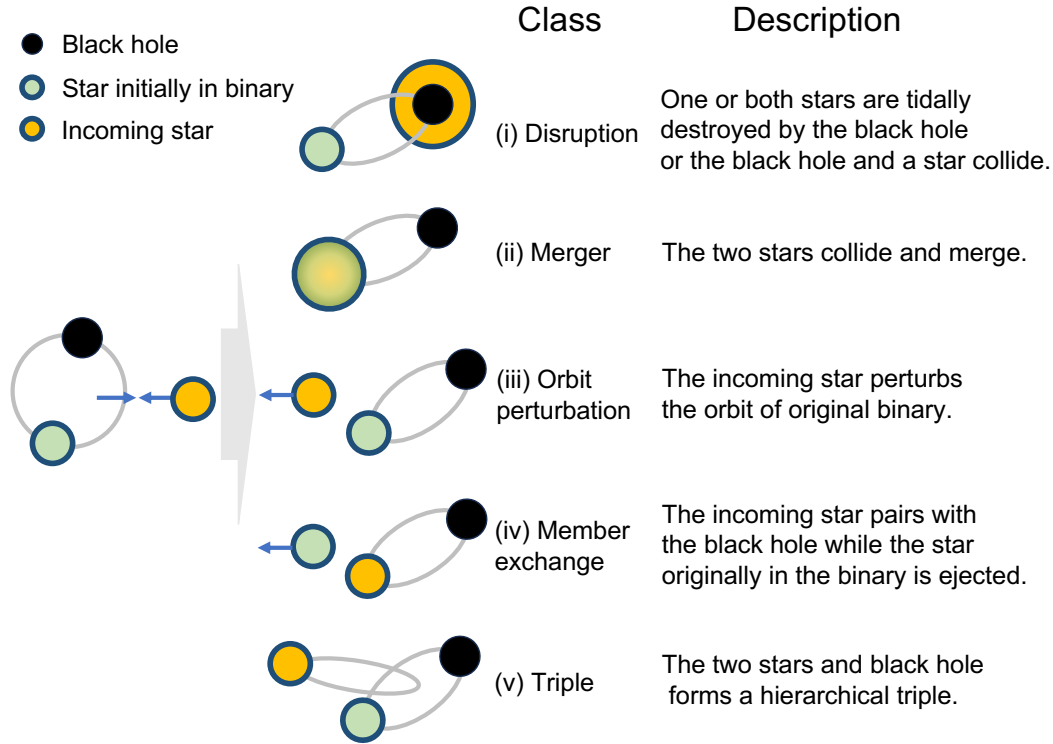 Class
Description
Black hole
Star initially in binary
Incoming star
(i) Disruption
One or both stars are tidally
destroyed by the black hole
or the black hole and a star collide.
(ii) Merger
The two stars collide and merge.
(iii) Orbit
perturbation
The incoming star perturbs
the orbit of original binary.
(iv) Member
exchange
The incoming star pairs with
the black hole while the star
originally in the binary is ejected.
(v) Triple
The two stars and black hole
forms a hierarchical triple.